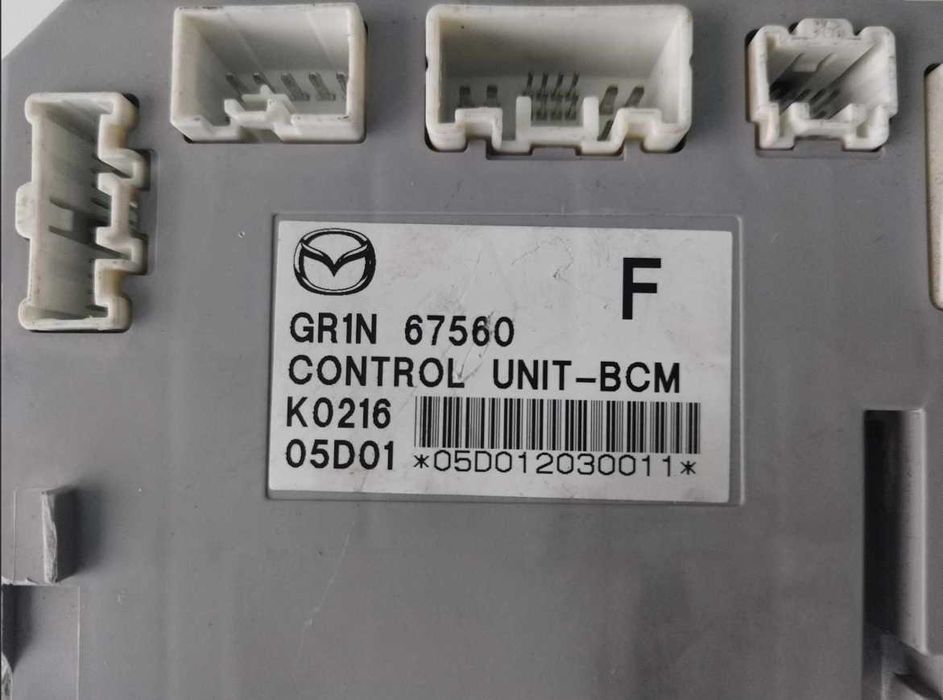 F
GR1N 67560
CONTROL UNIT-BCM
K0216
05D01 *05D012030011*